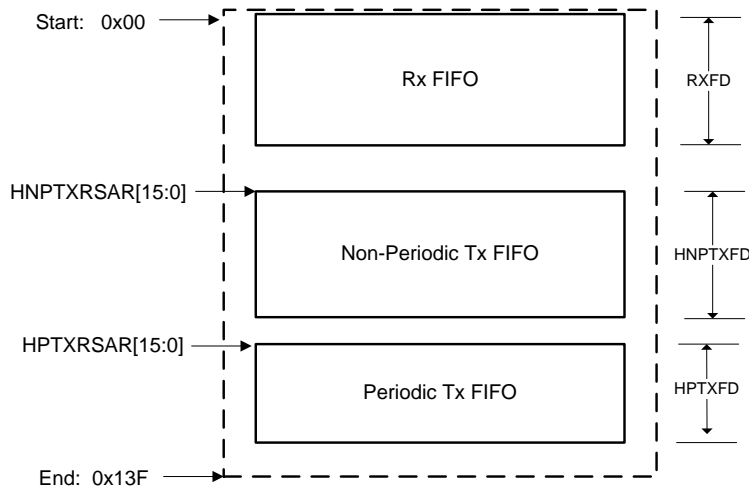 Start: 0x00
Rx FIFO
RXFD
HNPTXRSAR[15:0]
Non-Periodic Tx FIFO
HNPTXFD
HPTXRSAR[15:0]
Periodic Tx FIFO
HPTXFD
End: 0x13F